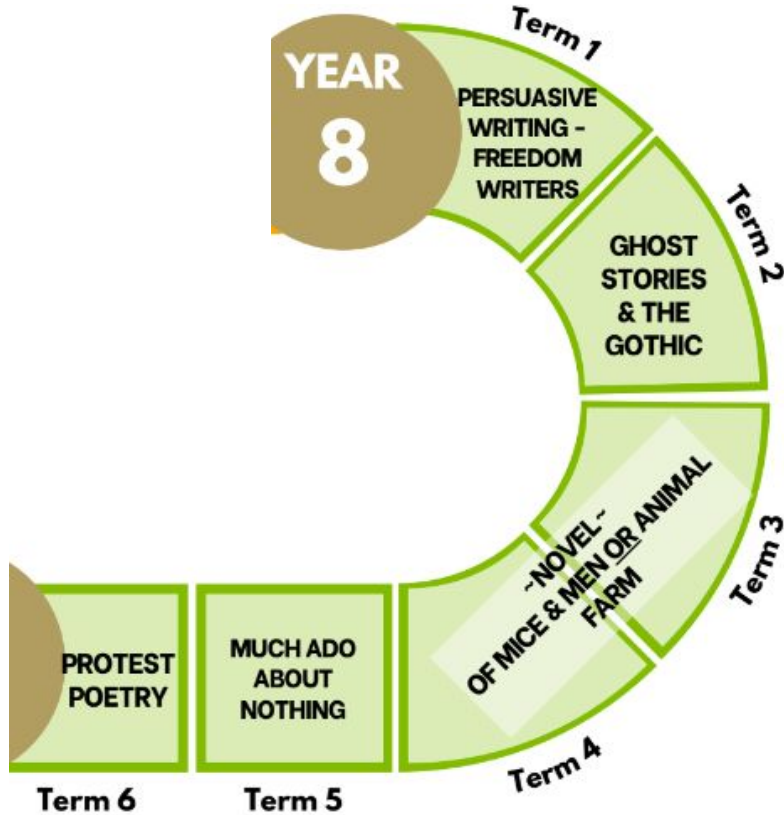 YEAR
8
Term 1
PERSUASIVE
WRITING -
FREEDOM
WRITERS
Term 2
GHOST
STORIES
& THE
GOTHIC
Term 3
~NOVEL~
OF MICE & MEN OR ANIMAL
FARM
Term 4
MUCH ADO
ABOUT
NOTHING
Term 5
PROTEST
POETRY
Term 6